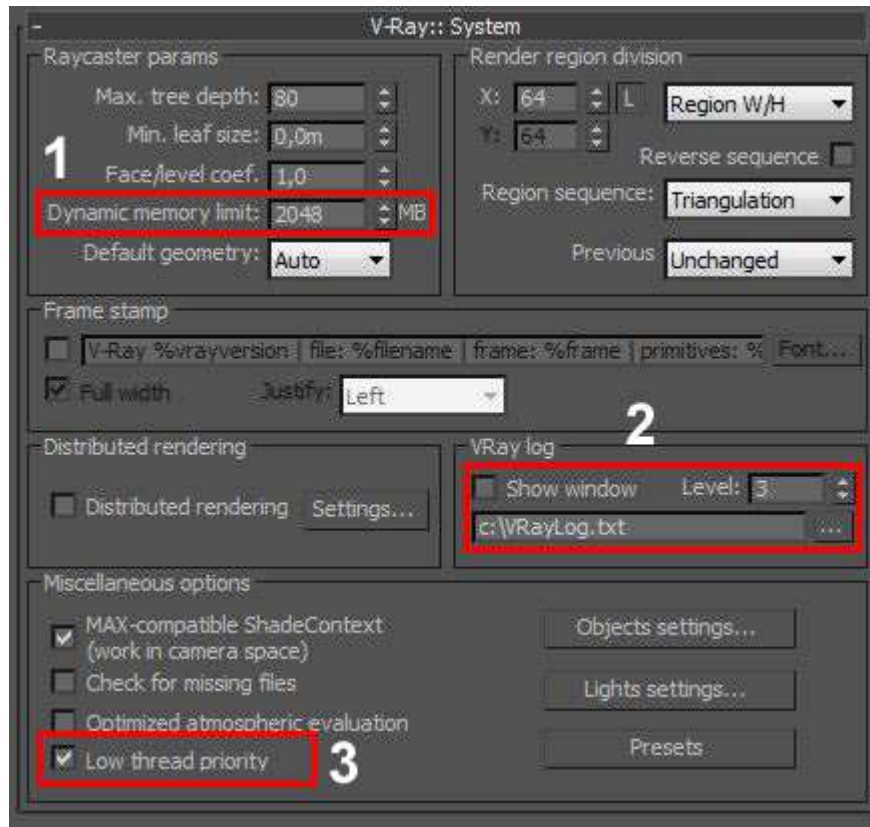 - V-Ray:: System
Raycaster params
Max. tree depth: 80
Min. leaf size: 0,0m
1
Face/level coef. 1,0
Dynamic memory limit: 2048 MB
Default geometry: Auto
Render region division
X: 64 L Region W/H
Y: 64
Reverse sequence
Region sequence: Triangulation
Previous Unchanged
Frame stamp
V-Ray %vrayversion | file: %filename | frame: %frame | primitives: % Font...
Full width Justify: Left
Distributed rendering
Distributed rendering Settings...
2
VRay log
Show window Level: 3
c:\VRayLog.txt ...
Miscellaneous options
MAX-compatible ShadeContext
(work in camera space)
Check for missing files
Optimized atmospheric evaluation
Low thread priority 3
Objects settings...
Lights settings...
Presets